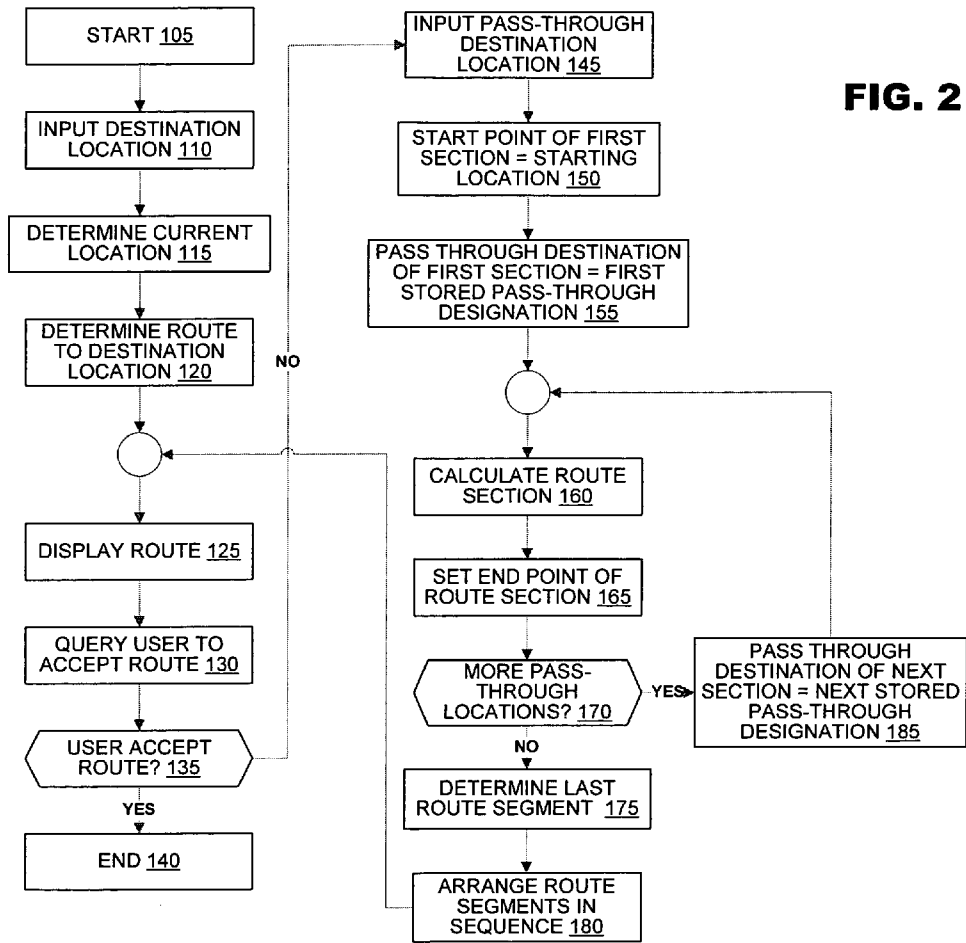 START 105
INPUT DESTINATION
LOCATION 110
DETERMINE CURRENT
LOCATION 115
DETERMINE ROUTE
TO DESTINATION
LOCATION 120
DISPLAY ROUTE 125
QUERY USER TO
ACCEPT ROUTE 130
USER ACCEPT
ROUTE? 135
YES
END 140
NO
INPUT PASS-THROUGH
DESTINATION
LOCATION 145
START POINT OF FIRST
SECTION = STARTING
LOCATION 150
PASS THROUGH DESTINATION
OF FIRST SECTION = FIRST
STORED PASS-THROUGH
DESIGNATION 155
CALCULATE ROUTE
SECTION 160
SET END POINT OF
ROUTE SECTION 165
MORE PASS-
THROUGH
LOCATIONS? 170
YES
NO
DETERMINE LAST
ROUTE SEGMENT 175
ARRANGE ROUTE
SEGMENTS IN
SEQUENCE 180
PASS THROUGH
DESTINATION OF NEXT
SECTION = NEXT STORED
PASS-THROUGH
DESIGNATION 185
FIG. 2